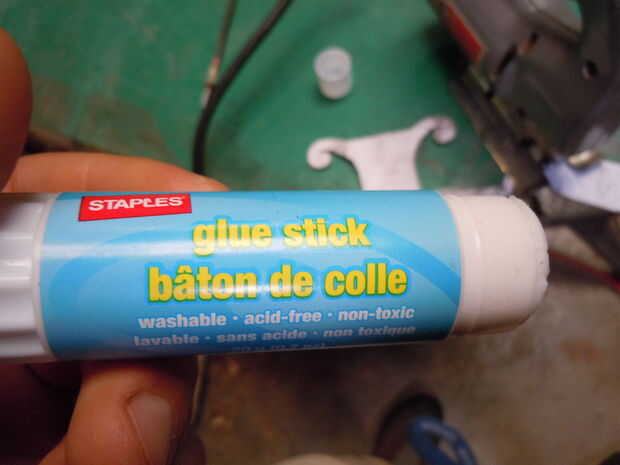 STAPLES
glue stick
bâton de colle
washable · acid-free · non-toxic
lavable · sans acide · non toxique